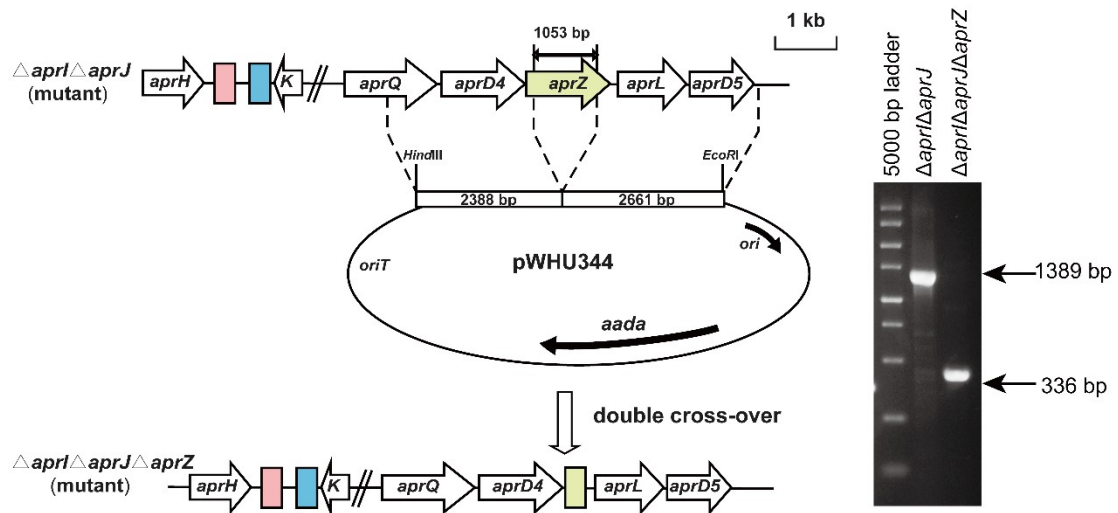 1053 bp
1 kb
△aprI△aprJ
(mutant)
aprH
K
aprQ
aprD4
aprZ
aprL
aprD5
HindIII
EcoRI
2388 bp
2661 bp
oriT
pWHU344
ori
aada
double cross-over
△aprI△aprJ△aprZ
(mutant)
aprH
K
aprQ
aprD4
aprL
aprD5
5000 bp ladder
ΔaprIΔaprJ
ΔaprIΔaprJΔaprZ
1389 bp
336 bp